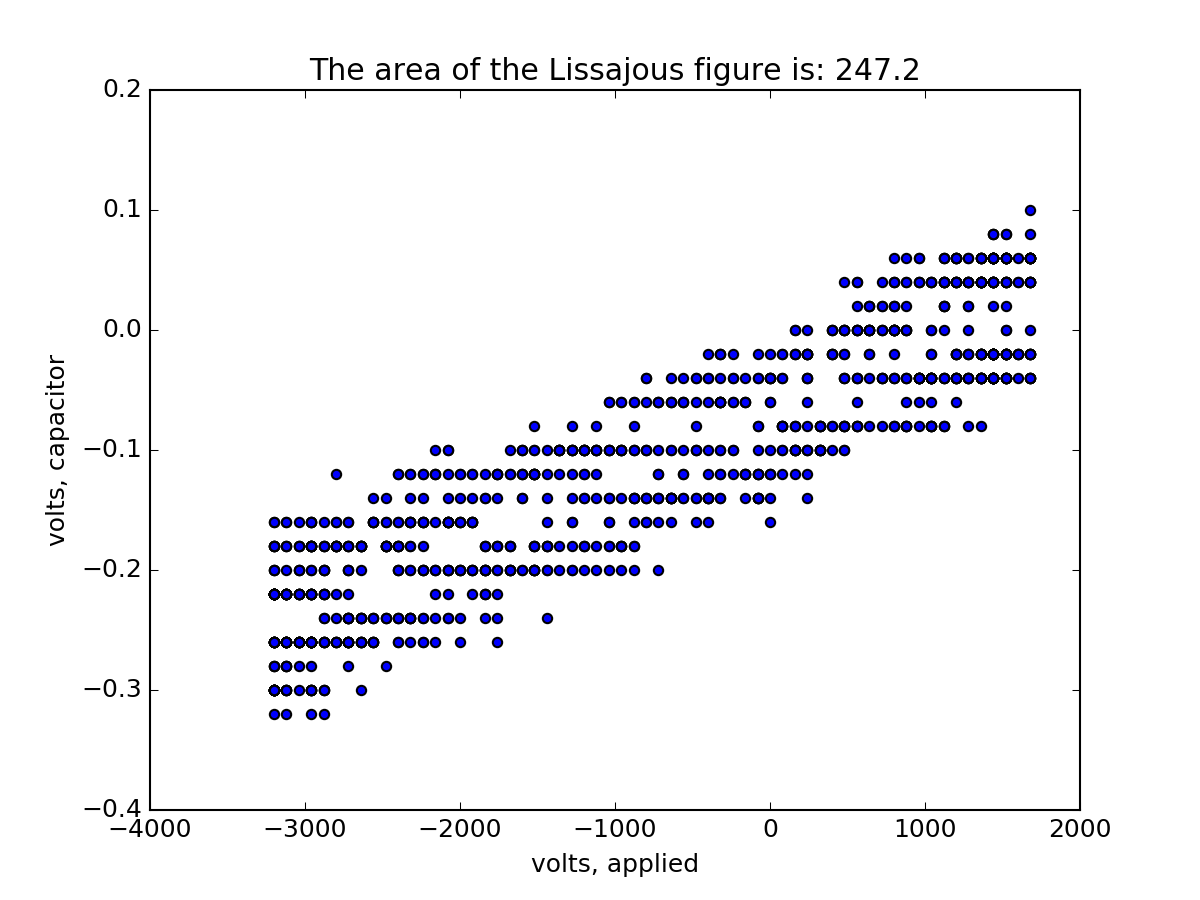 The area of the Lissajous figure is: 247.2
0.2
0.1
0.0
−0.1
−0.2
−0.3
−0.4
volts, capacitor
−4000 −3000 −2000 −1000 0 1000 2000
volts, applied